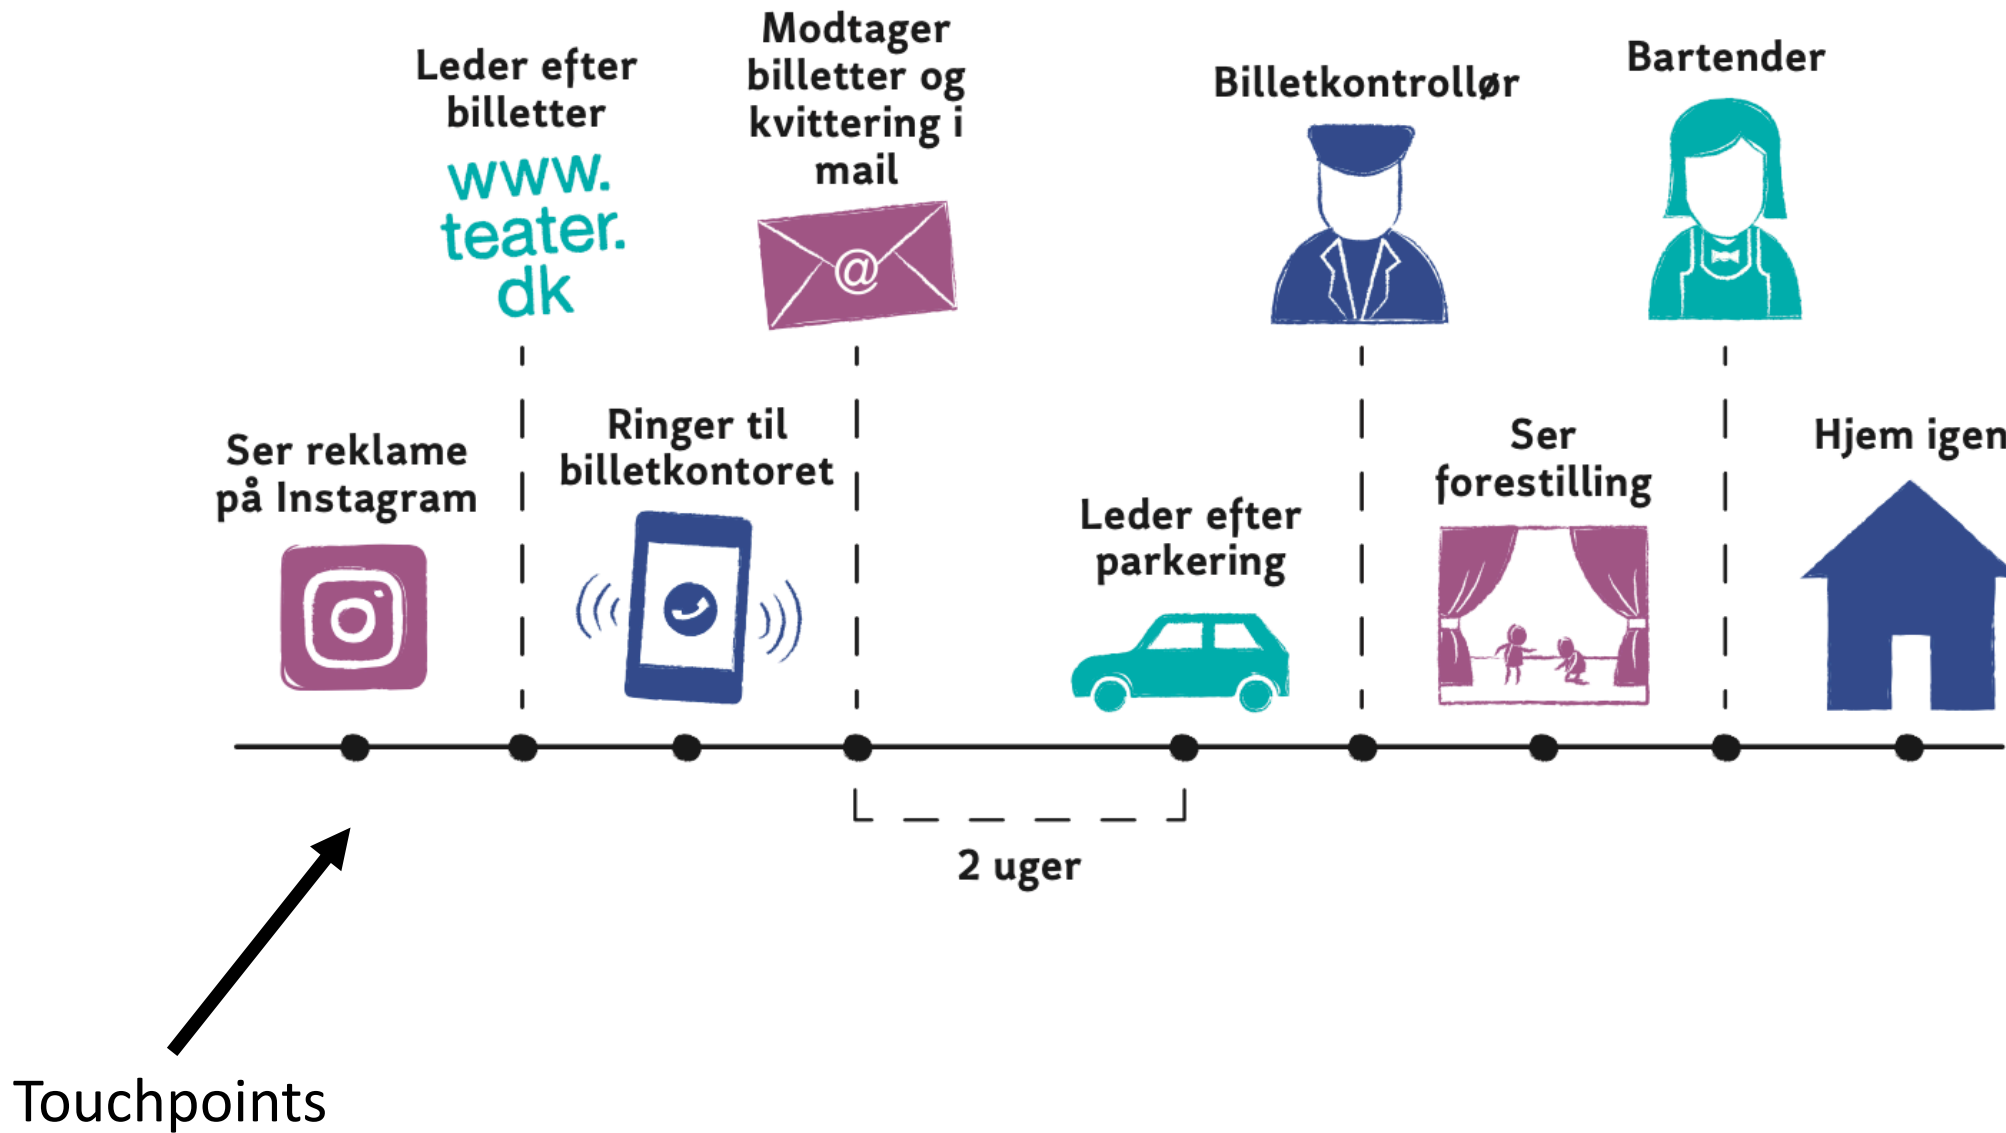 Ser reklame
på Instagram
Leder efter
billetter
www.
teater.
dk
Ringer til
billetkontoret
Modtager
billetter og
kvittering i
mail
@
2 uger
Leder efter
parkering
Billetkontrollør
Ser
forestilling
Bartender
Hjem igen
Touchpoints